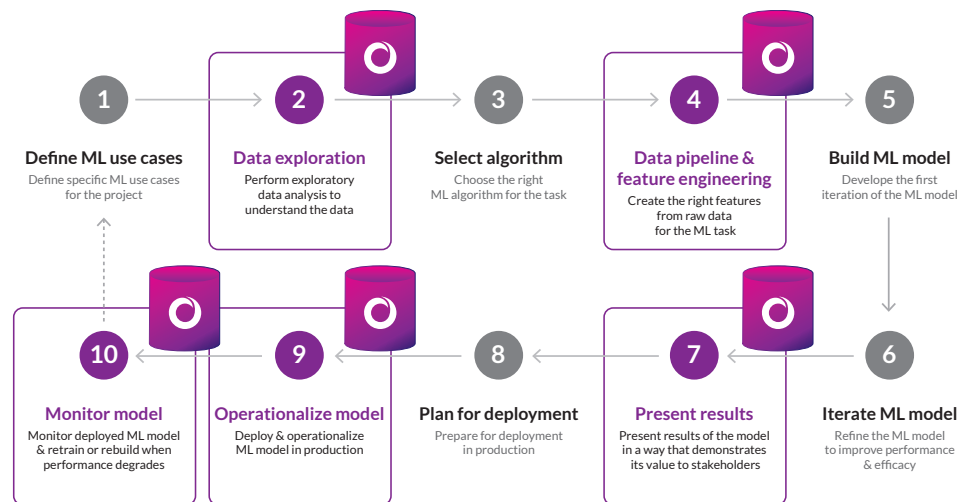 1
Define ML use cases
Define specific ML use cases
for the project
2
Data exploration
Perform exploratory
data analysis to
understand the data
3
Select algorithm
Choose the right
ML algorithm for the task
4
Data pipeline &
feature engineering
Create the right features
from raw data
for the ML task
5
Build ML model
Develope the first
iteration of the ML model
6
Iterate ML model
Refine the ML model
to improve performance
& efficacy
7
Present results
Present results of the model
in a way that demonstrates
its value to stakeholders
8
Plan for deployment
Prepare for deployment
in production
9
Operationalize model
Deploy & operationalize
ML model in production
10
Monitor model
Monitor deployed ML model
& retrain or rebuild when
performance degrades